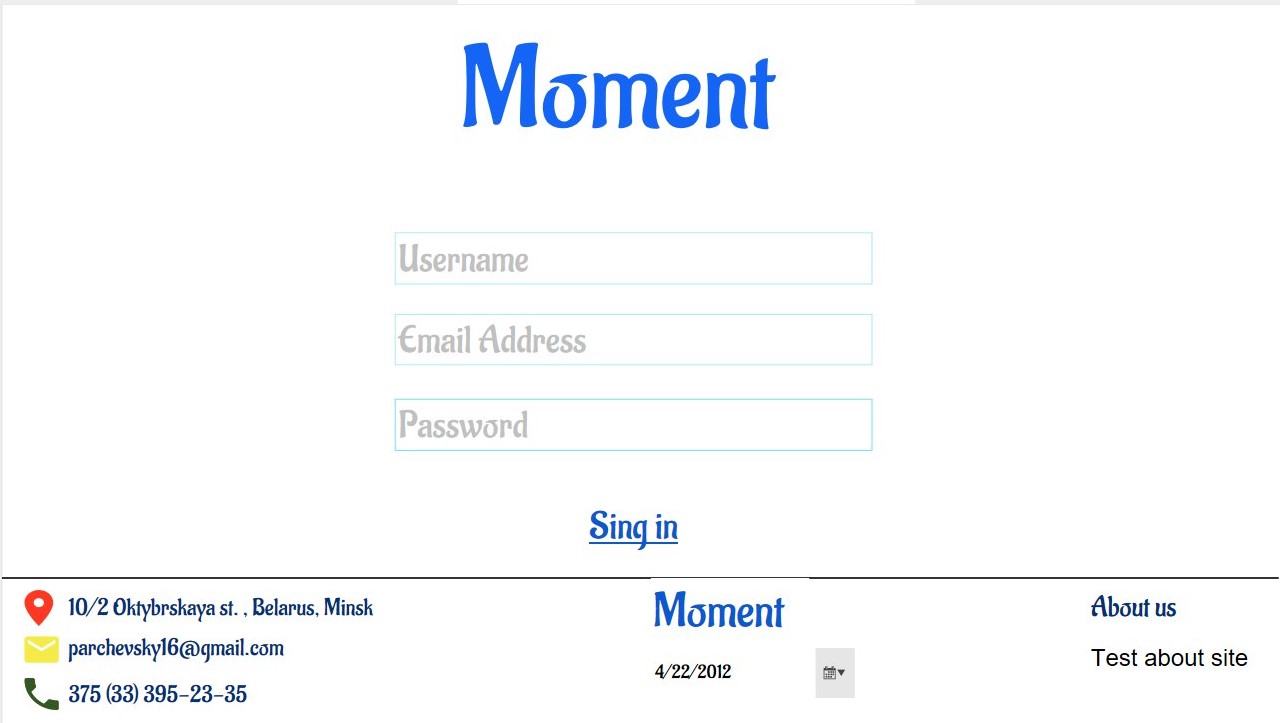 Moment
Username
Email Address
Password
Sing in
10/2 Oktybrskaya st. , Belarus, Minsk
parchevsky16@gmail.com
375 (33) 395-23-35
Moment
4/22/2012
About us
Test about site